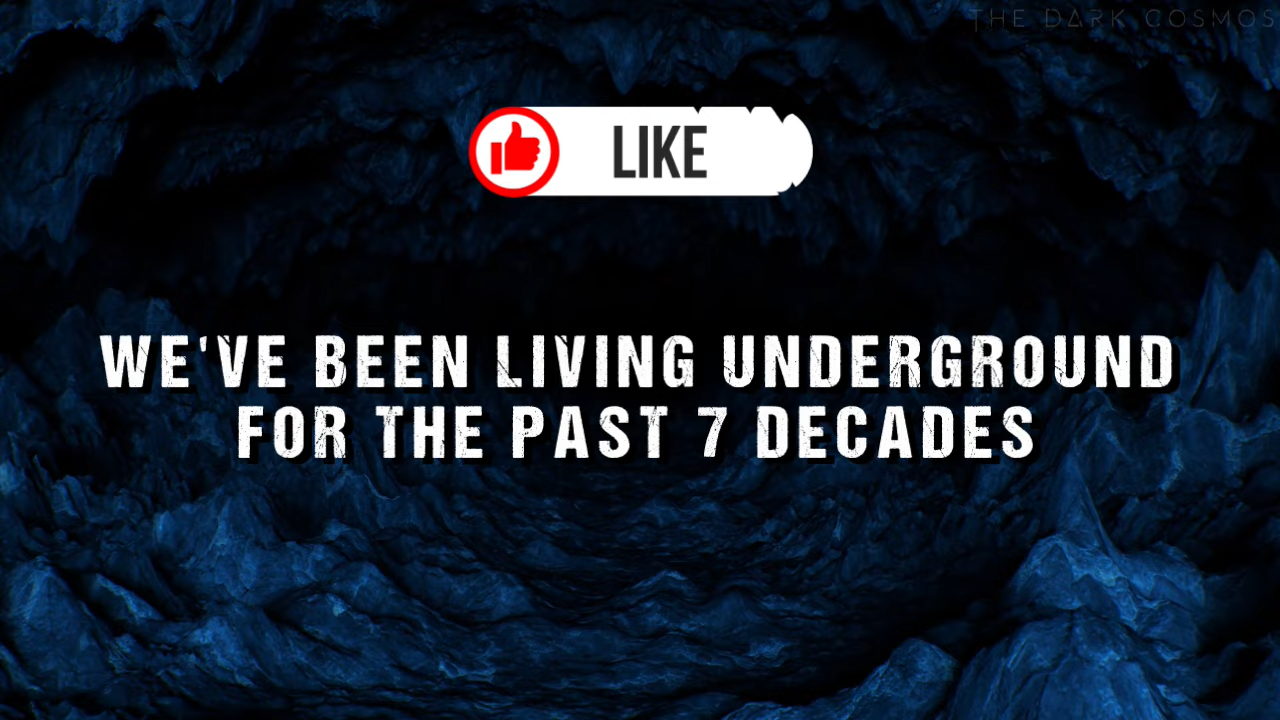 THE DARK COSMOS
LIKE
WE'VE BEEN LIVING UNDERGROUND
FOR THE PAST 7 DECADES